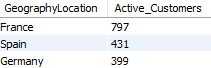 GeographyLocation Active_Customers
France 797
Spain 431
Germany 399